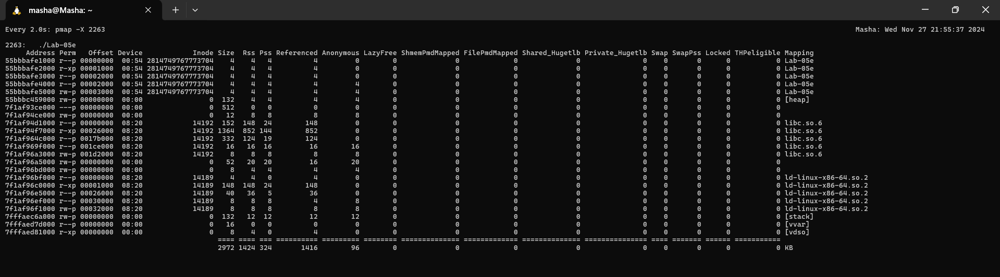 masha@Masha: ~
Every 2.0s: pmap -X 2263 Masha: Wed Nov 27 21:55:37 2024
2263: ./Lab-05e
Address Perm Offset Device Inode Size Rss Pss Referenced Anonymous LazyFree ShmemPmdMapped FilePmdMapped Shared_Hugetlb Private_Hugetlb Swap SwapPss Locked THPeligible Mapping
55bbbafe1000 r--p 00000000 00:54 2814749767773704 4 4 4 4 0 0 0 0 0 0 0 0 0 0 Lab-05e
55bbbafe2000 r-xp 00001000 00:54 2814749767773704 4 4 4 4 0 0 0 0 0 0 0 0 0 0 Lab-05e
55bbbafe3000 r--p 00002000 00:54 2814749767773704 4 4 4 4 0 0 0 0 0 0 0 0 0 0 Lab-05e
55bbbafe4000 r--p 00002000 00:54 2814749767773704 4 4 4 4 4 0 0 0 0 0 0 0 0 0 Lab-05e
55bbbafe5000 rw-p 00003000 00:54 2814749767773704 4 4 4 4 4 0 0 0 0 0 0 0 0 0 Lab-05e
55bbbc459000 rw-p 00000000 00:00 0 132 4 4 4 4 0 0 0 0 0 0 0 0 0 [heap]
7f1af93ce000 ---p 00000000 00:00 0 512 0 0 0 0 0 0 0 0 0 0 0 0 0
7f1af94ce000 rw-p 00000000 00:00 0 12 8 8 8 8 0 0 0 0 0 0 0 0 0
7f1af94d1000 r--p 00000000 08:20 14192 152 148 24 148 0 0 0 0 0 0 0 0 0 0 libc.so.6
7f1af94f7000 r-xp 00026000 08:20 14192 1364 852 144 852 0 0 0 0 0 0 0 0 0 0 libc.so.6
7f1af964c000 r--p 0017b000 08:20 14192 332 124 19 124 0 0 0 0 0 0 0 0 0 0 libc.so.6
7f1af969f000 r--p 001ce000 08:20 14192 16 16 16 16 16 0 0 0 0 0 0 0 0 0 libc.so.6
7f1af96a3000 rw-p 001d2000 08:20 14192 8 8 8 8 8 0 0 0 0 0 0 0 0 0 libc.so.6
7f1af96a5000 rw-p 00000000 00:00 0 52 20 20 16 20 0 0 0 0 0 0 0 0 0
7f1af96bd000 rw-p 00000000 00:00 0 8 4 4 4 4 0 0 0 0 0 0 0 0 0
7f1af96bf000 r--p 00000000 08:20 14189 4 4 0 4 0 0 0 0 0 0 0 0 0 0 ld-linux-x86-64.so.2
7f1af96c0000 r-xp 00001000 08:20 14189 148 148 24 148 0 0 0 0 0 0 0 0 0 0 ld-linux-x86-64.so.2
7f1af96e5000 r--p 00026000 08:20 14189 40 36 5 36 0 0 0 0 0 0 0 0 0 0 ld-linux-x86-64.so.2
7f1af96ef000 r--p 00030000 08:20 14189 8 8 8 4 8 0 0 0 0 0 0 0 0 0 ld-linux-x86-64.so.2
7f1af96f1000 rw-p 00032000 08:20 14189 8 8 8 8 8 0 0 0 0 0 0 0 0 0 ld-linux-x86-64.so.2
7fffaec6a000 rw-p 00000000 00:00 0 132 12 12 12 12 0 0 0 0 0 0 0 0 0 [stack]
7fffaed7d000 r--p 00000000 00:00 0 16 0 0 0 0 0 0 0 0 0 0 0 0 0 [vvar]
7fffaed81000 r-xp 00000000 00:00 0 8 4 0 4 0 0 0 0 0 0 0 0 0 0 [vdso]
==== ==== === ========== ========= ======== ============== ============= ============== =============== ==== ======= ====== ===========
2972 1424 324 1416 96 0 0 0 0 0 0 0 0 0 KB